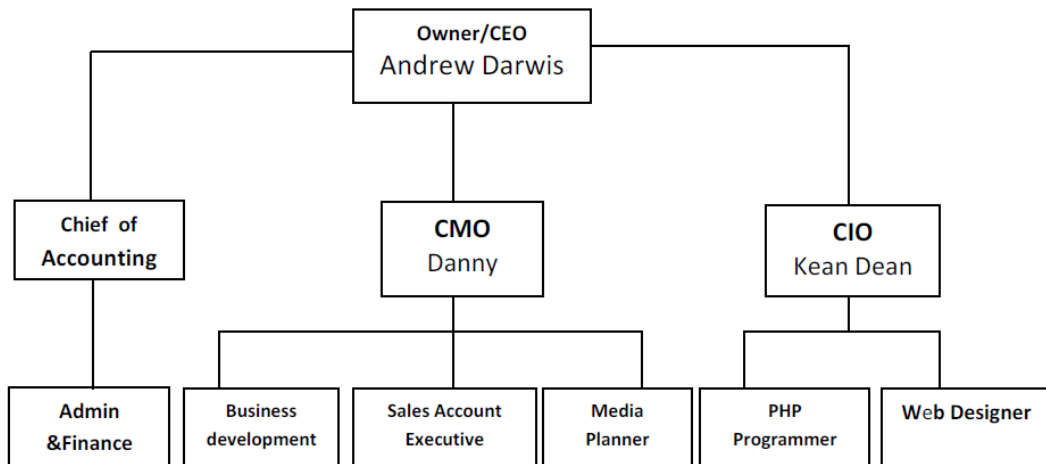 Owner/CEO
Andrew Darwis
Chief of
Accounting
CMO
Danny
CIO
Kean Dean
Admin
&Finance
Business
development
Sales Account
Executive
Media
Planner
PHP
Programmer
Web Designer